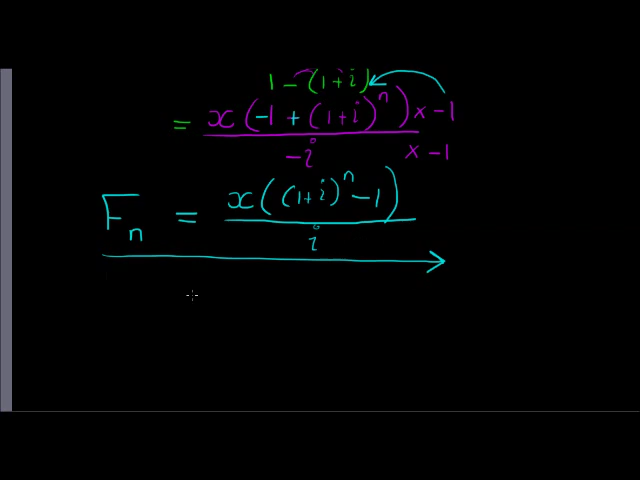 1 - (1+i)
= x(-1 + (1+i)^n) x -1
-i x -1
F_n = x((1+i)^n - 1)
i